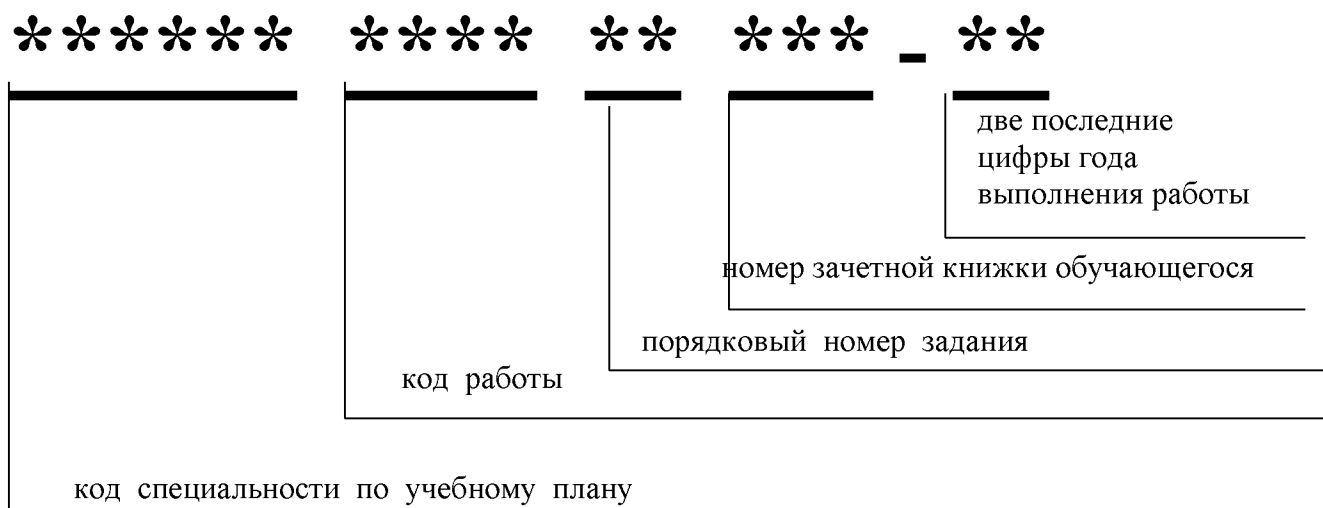 ****** **** ** *** - **
две последние
цифры года
выполнения работы
номер зачетной книжки обучающегося
порядковый номер задания
код работы
код специальности по учебному плану